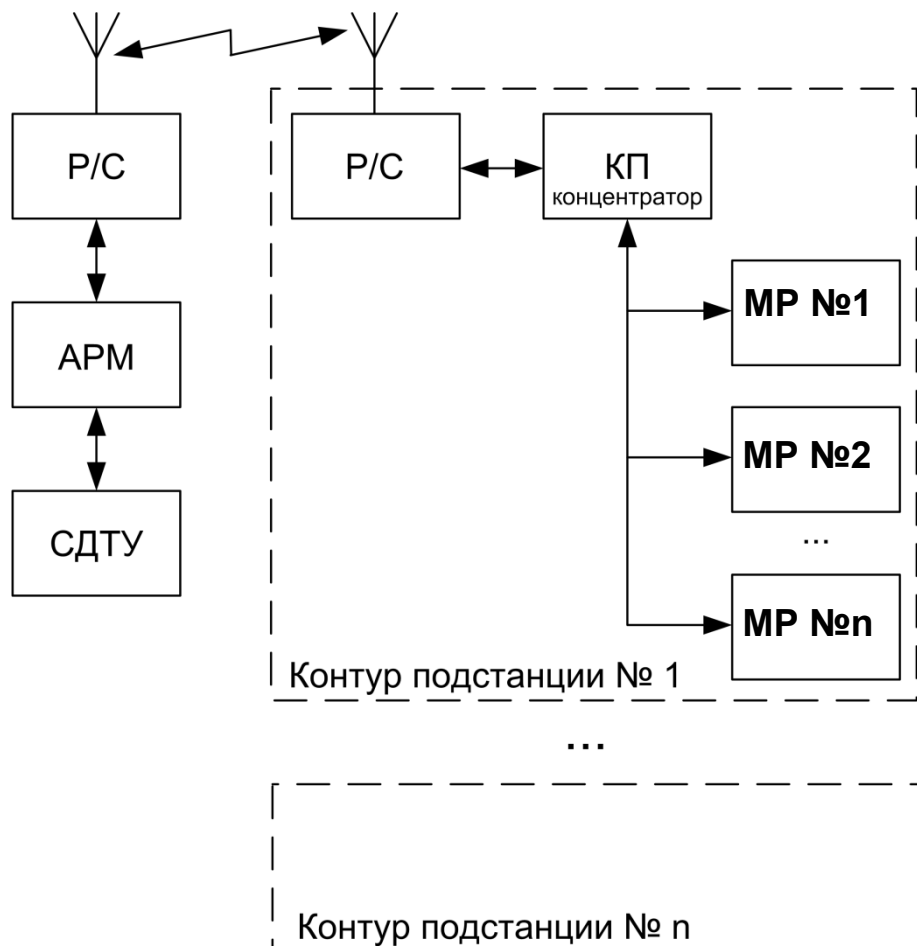 Р/С
АРМ
СДТУ
Р/С
КП
концентратор
МР №1
МР №2
...
МР №n
Контур подстанции № 1
...
Контур подстанции № n